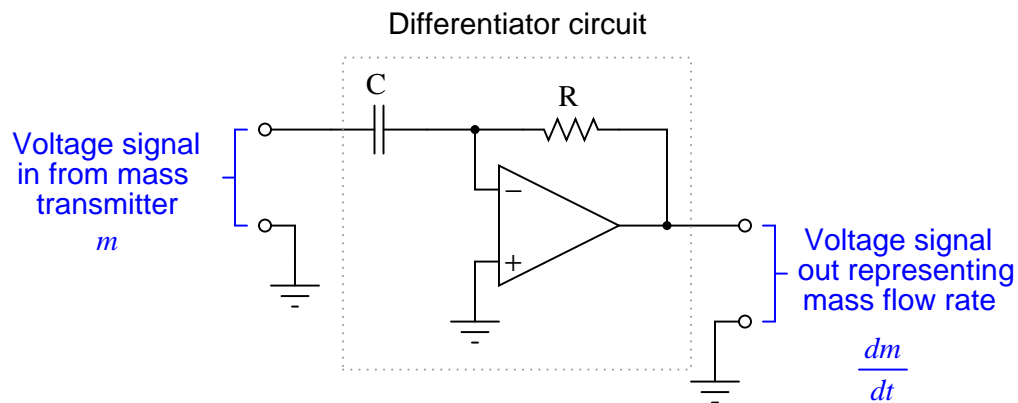 Differentiator circuit
C
R
Voltage signal
in from mass
transmitter
m
−
+
Voltage signal
out representing
mass flow rate
dm
dt